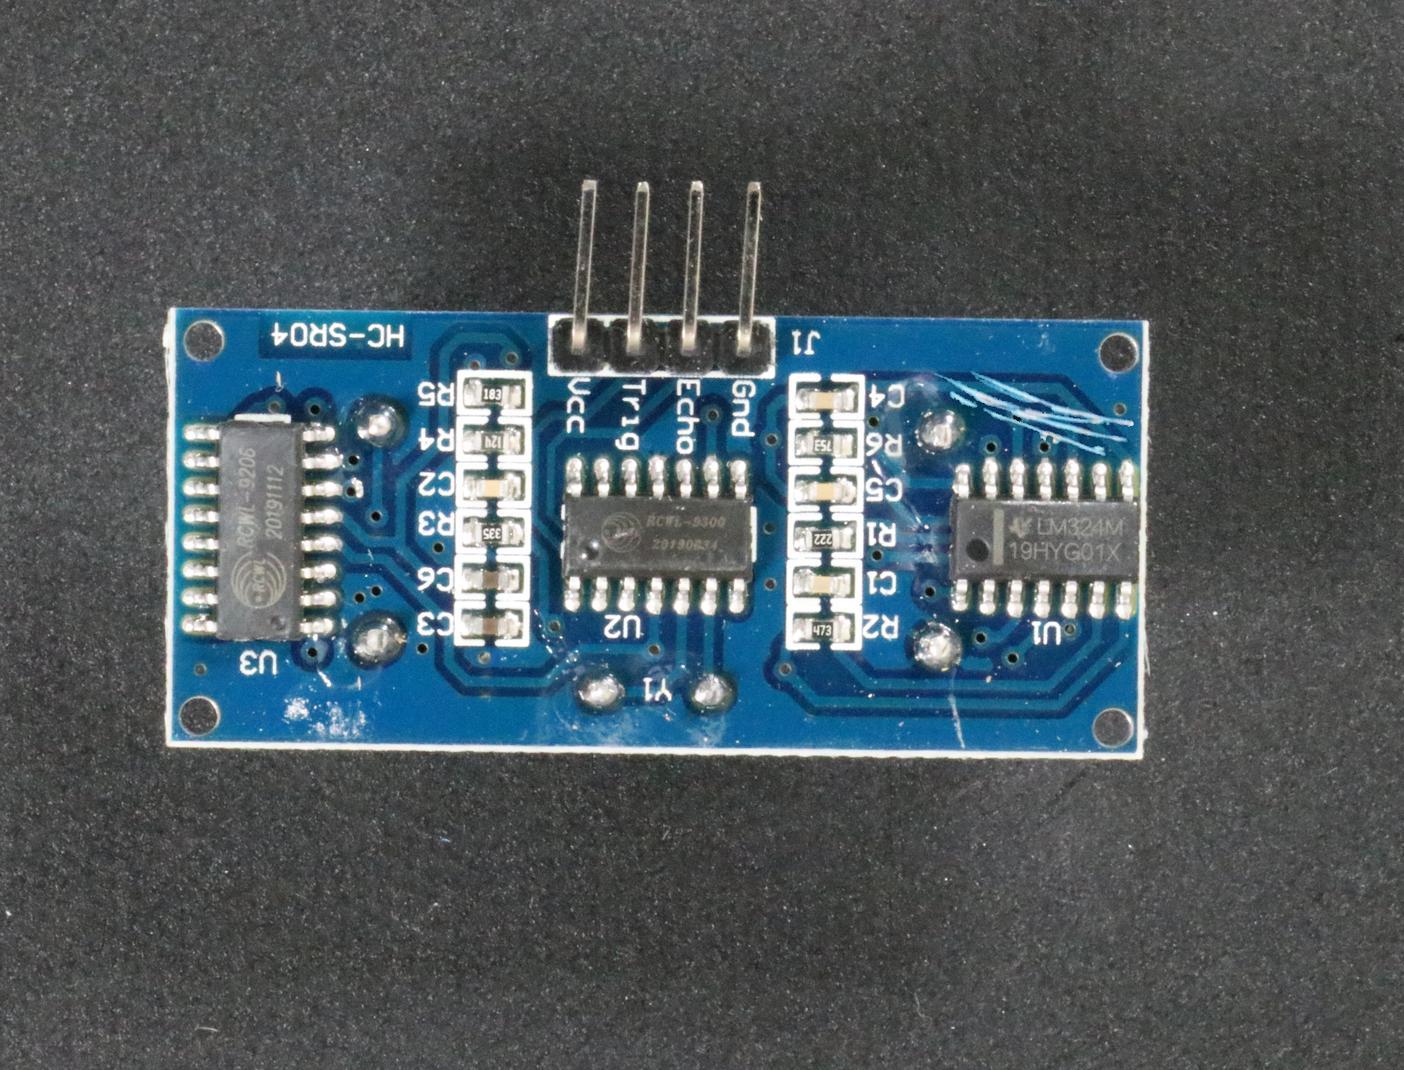 HC-SR04
J1
Vcc
Trig
Echo
Gnd
R5
183
R4
124
C2
R3
335
C6
C3
C4
R6
753
C5
R1
222
C1
R2
473
RCWL-9206
20191112
RCWL
U3
RCWL-9300
U2
LM324M
19HYG01X
U1
Y1